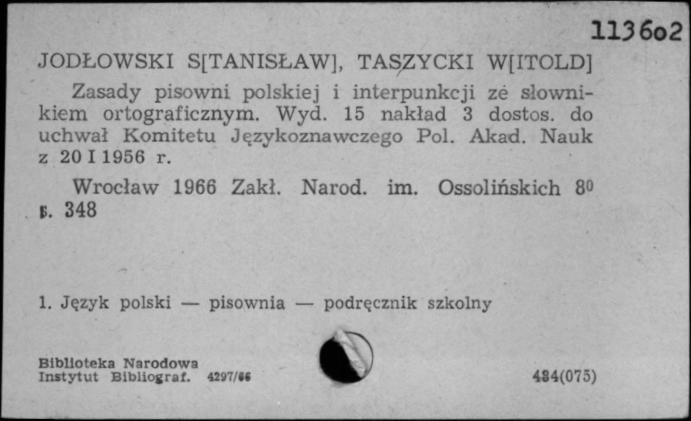 113602
JODŁOWSKI S[TANISŁAW], TASZYCKI W[ITOLD]
Zasady pisowni polskiej i interpunkcji ze słowni-
kiem ortograficznym. Wyd. 15 nakład 3 dostos. do
uchwał Komitetu Językoznawczego Pol. Akad. Nauk
z 20 I 1956 r.
Wrocław 1966 Zakł. Narod. im. Ossolińskich 8⁰
s. 348
1. Język polski — pisownia — podręcznik szkolny
Biblioteka Narodowa
Instytut Bibliograf. 4297/66
484(075)